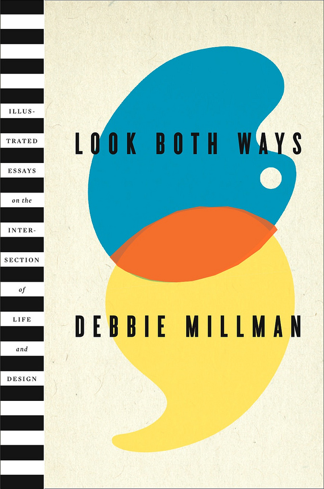 LOOK BOTH WAYS
DEBBIE MILLMAN
ILLUS-
TRATED
ESSAYS
on the
INTER-
SECTION
of
LIFE
and
DESIGN